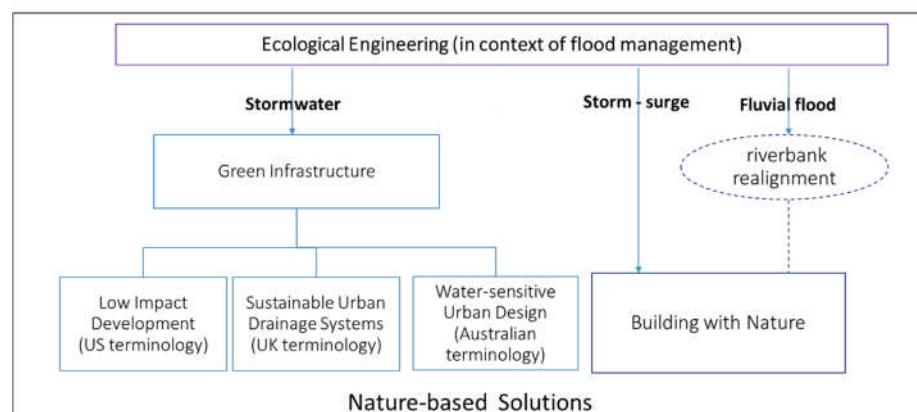 Ecological Engineering (in context of flood management)
Stormwater
Storm - surge
Fluvial flood
Green Infrastructure
riverbank
realignment
Low Impact
Development
(US terminology)
Sustainable Urban
Drainage Systems
(UK terminology)
Water-sensitive
Urban Design
(Australian
terminology)
Building with Nature
Nature-based Solutions